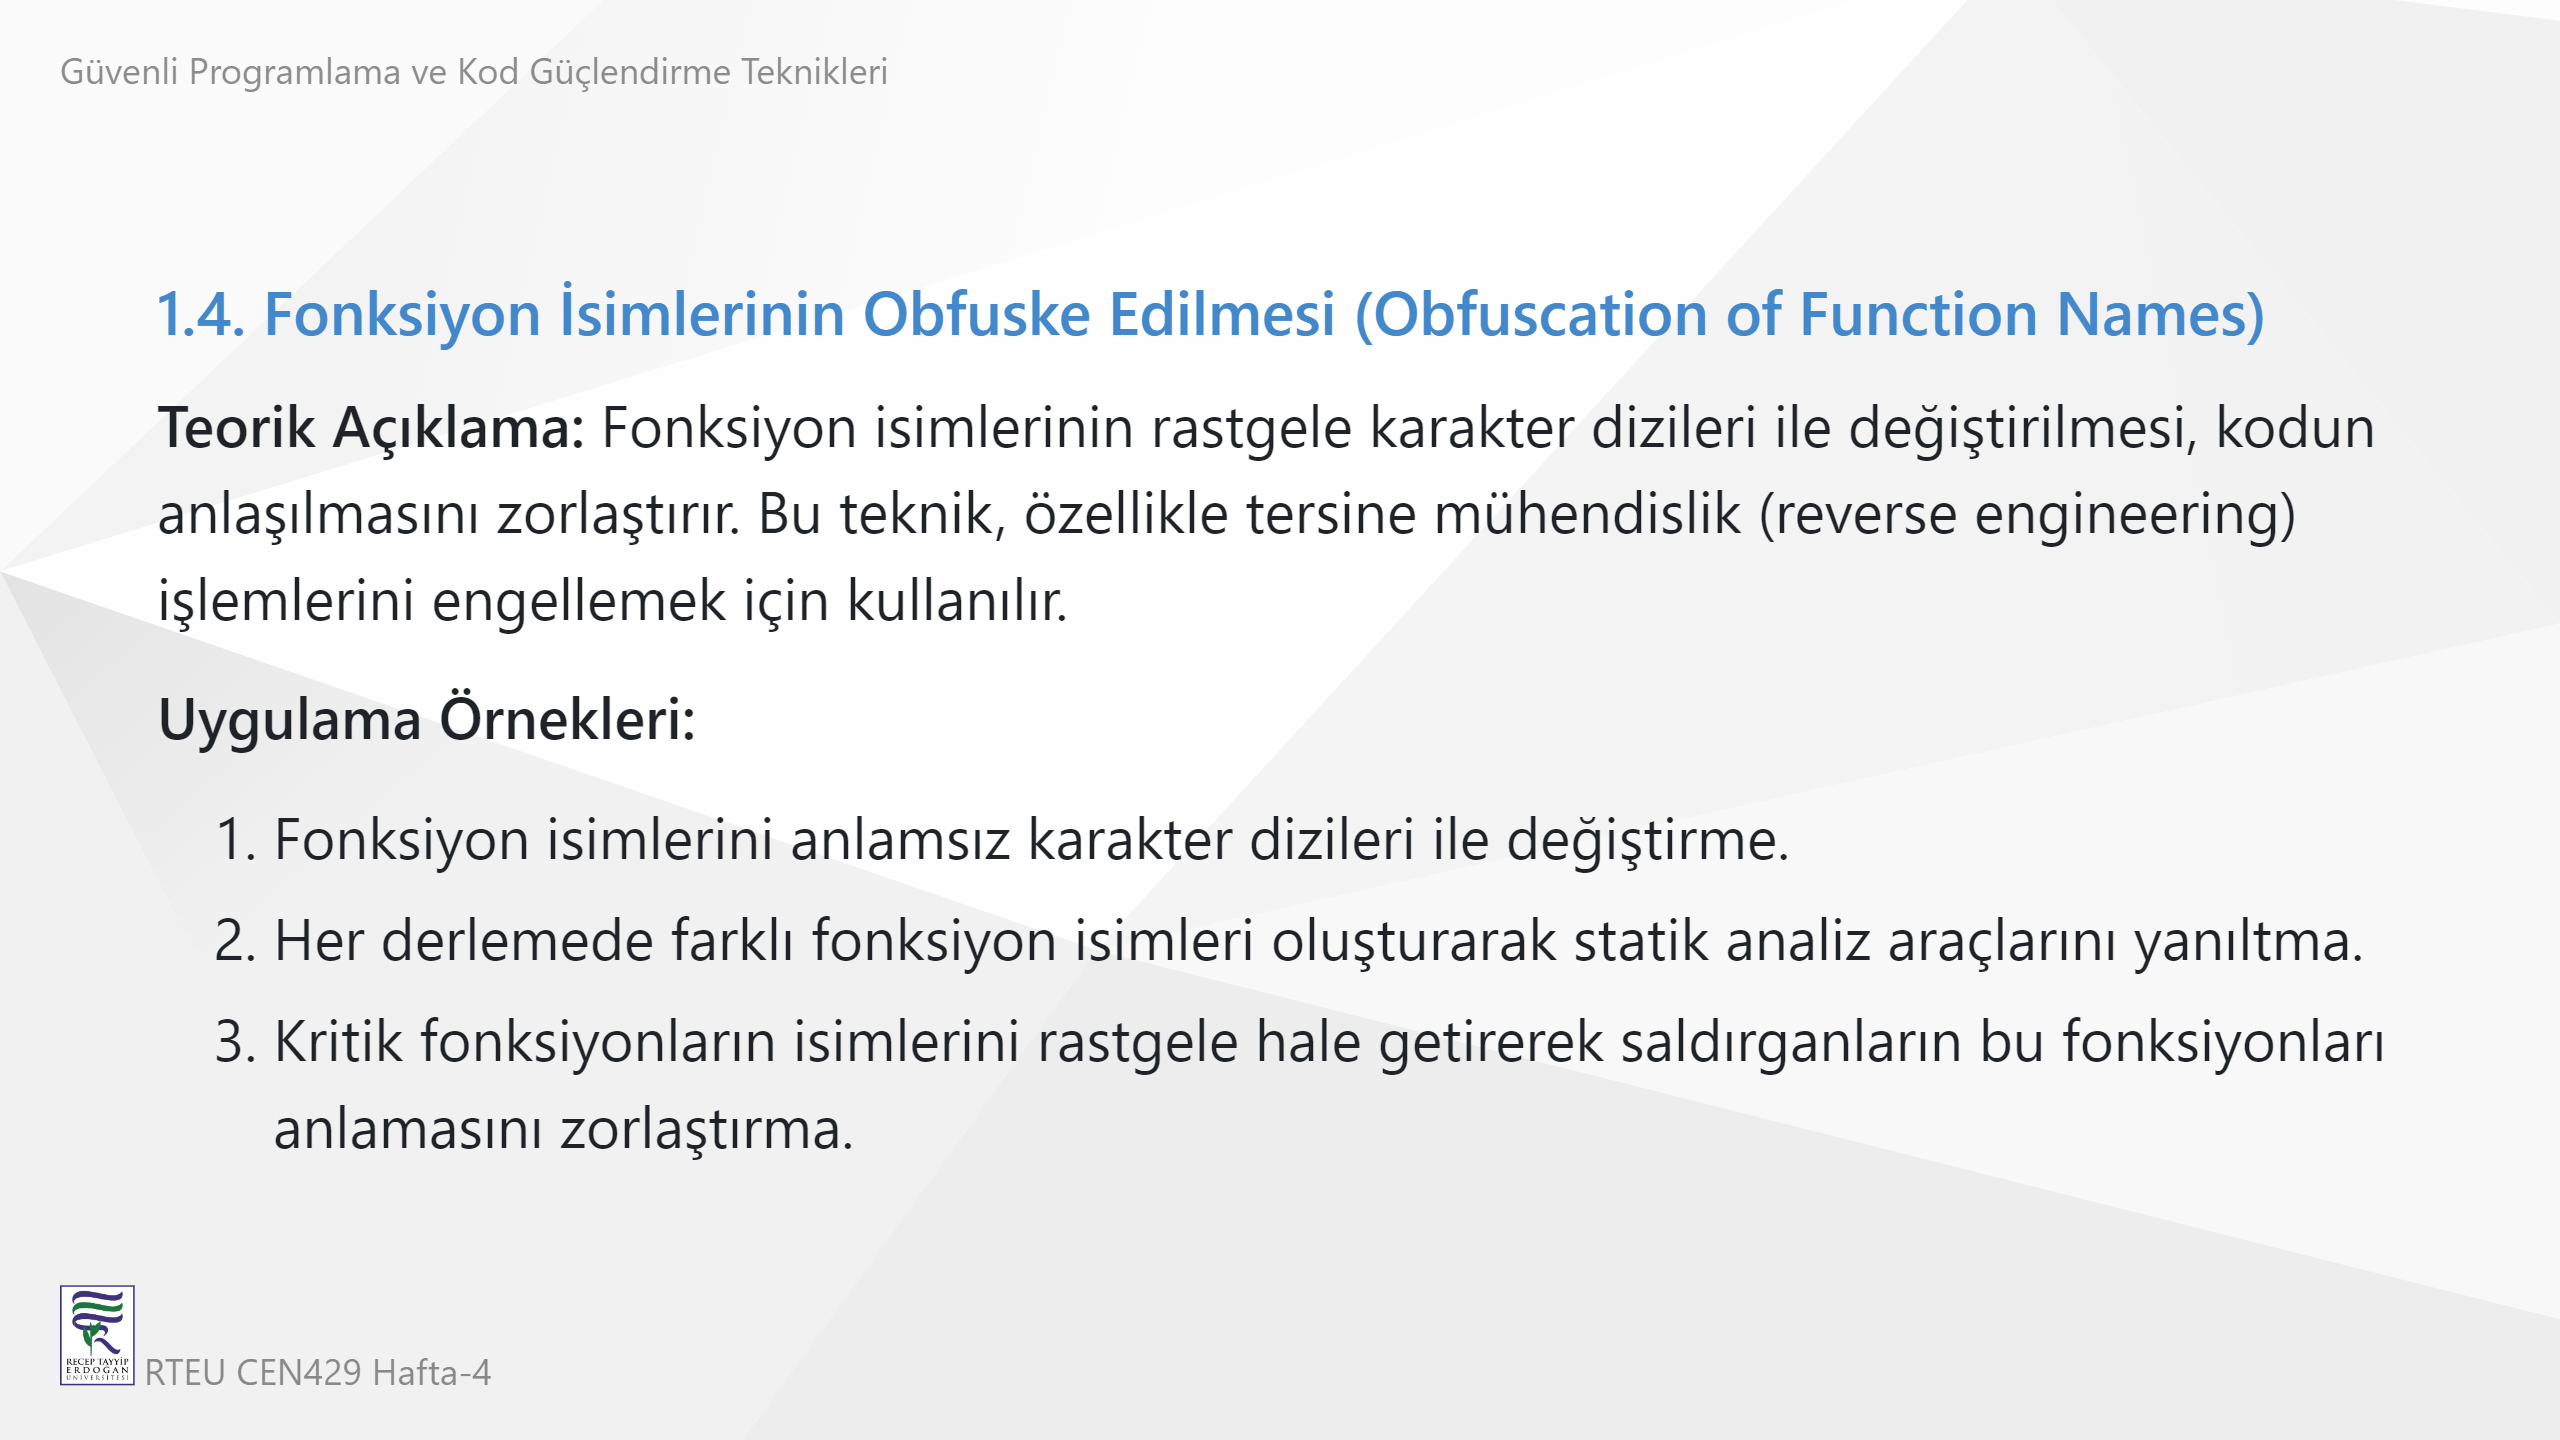 Güvenli Programlama ve Kod Güçlendirme Teknikleri
1.4. Fonksiyon İsimlerinin Obfuske Edilmesi (Obfuscation of Function Names)
Teorik Açıklama: Fonksiyon isimlerinin rastgele karakter dizileri ile değiştirilmesi, kodun
anlaşılmasını zorlaştırır. Bu teknik, özellikle tersine mühendislik (reverse engineering)
işlemlerini engellemek için kullanılır.
Uygulama Örnekleri:
1. Fonksiyon isimlerini anlamsız karakter dizileri ile değiştirme.
2. Her derlemede farklı fonksiyon isimleri oluşturarak statik analiz araçlarını yanıltma.
3. Kritik fonksiyonların isimlerini rastgele hale getirerek saldırganların bu fonksiyonları
anlamasını zorlaştırma.
RECEP TAYYİP
ERDOĞAN
ÜNİVERSİTESİ
RTEU CEN429 Hafta-4